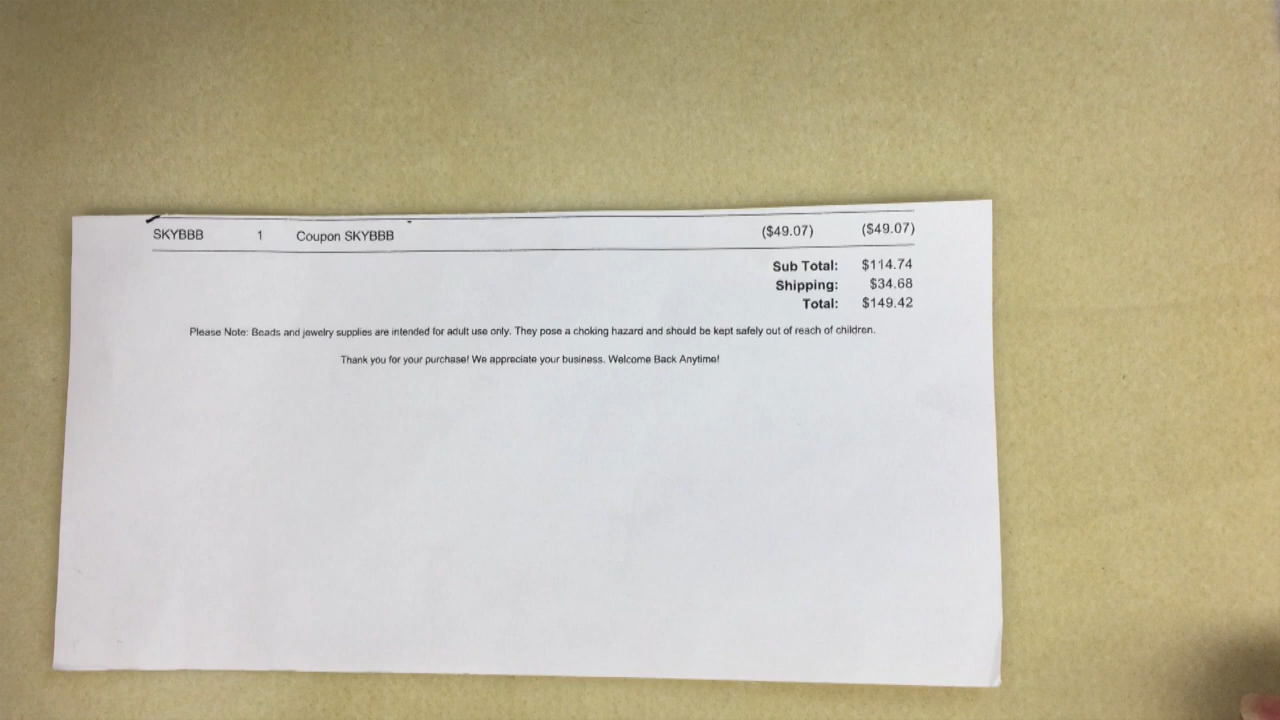 SKYBBB 1 Coupon SKYBBB ($49.07) ($49.07)
Sub Total: $114.74
Shipping: $34.68
Total: $149.42
Please Note: Beads and jewelry supplies are intended for adult use only. They pose a choking hazard and should be kept safely out of reach of children.
Thank you for your purchase! We appreciate your business. Welcome Back Anytime!